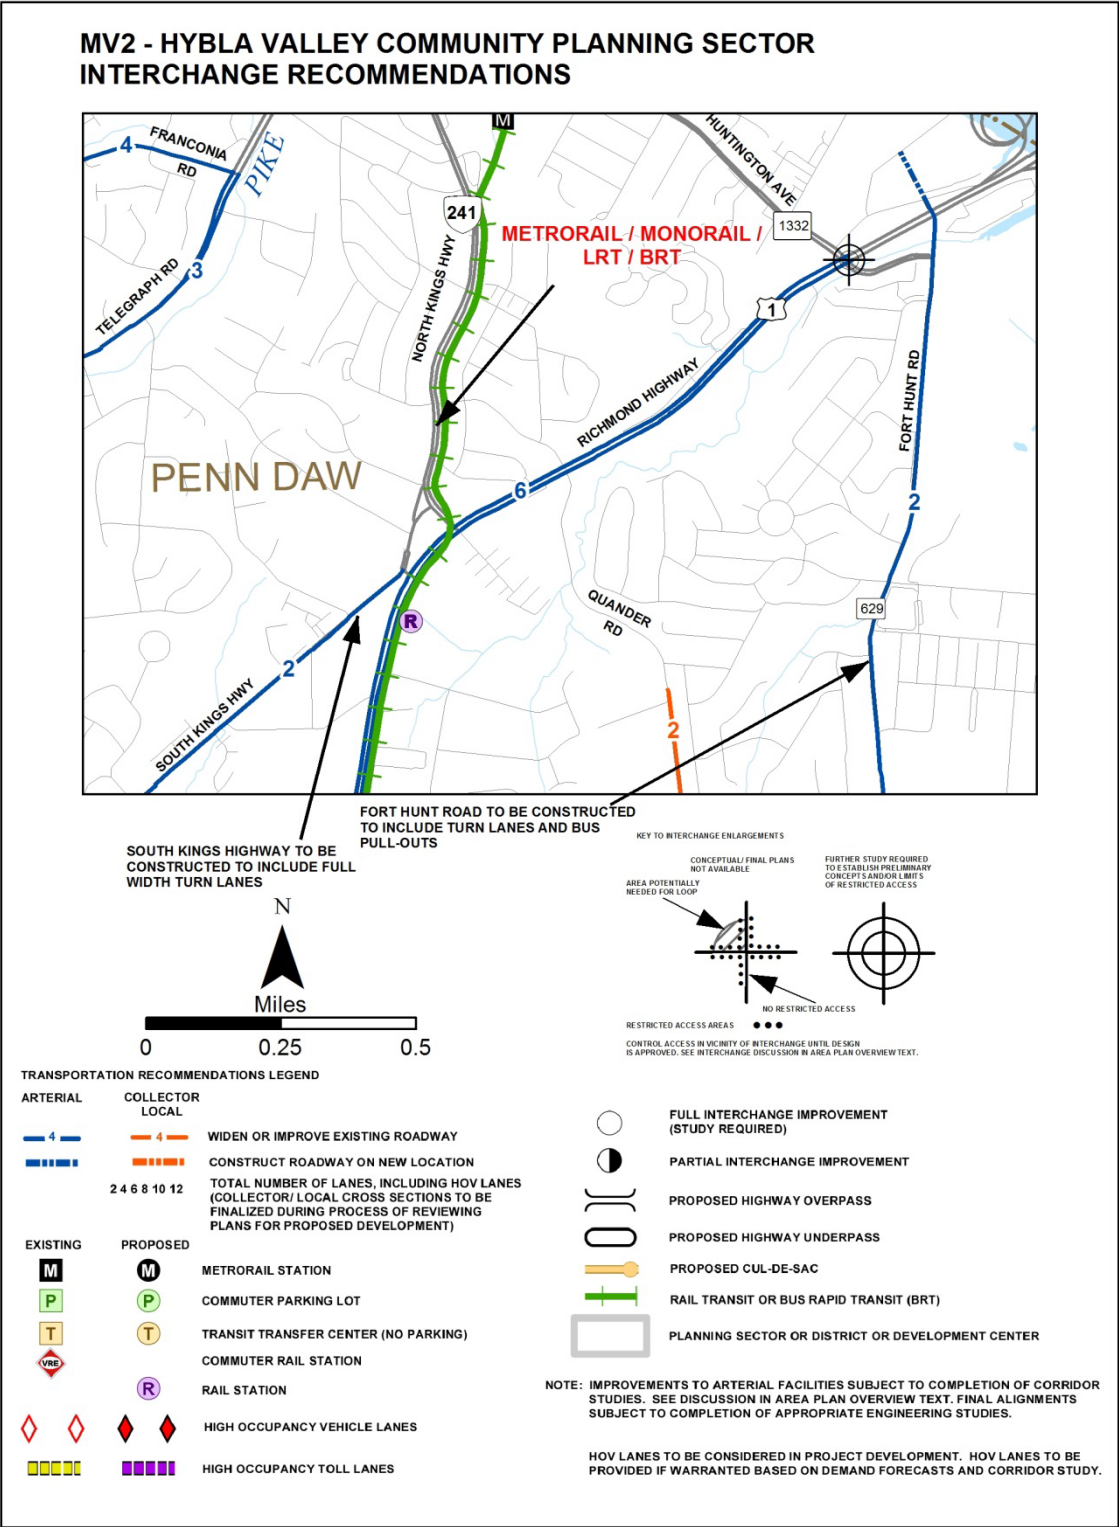 MV2 - HYBLA VALLEY COMMUNITY PLANNING SECTOR
INTERCHANGE RECOMMENDATIONS
M
4
FRANCONIA
RD
PIKE
HUNTINGTON AVE
241
1332
METRORAIL / MONORAIL /
LRT / BRT
3
TELEGRAPH RD
NORTH KINGS HWY
1
RICHMOND HIGHWAY
FORT HUNT RD
PENN DAW
6
2
QUANDER
RD
629
R
2
SOUTH KINGS HWY
2
FORT HUNT ROAD TO BE CONSTRUCTED
TO INCLUDE TURN LANES AND BUS
PULL-OUTS
SOUTH KINGS HIGHWAY TO BE
CONSTRUCTED TO INCLUDE FULL
WIDTH TURN LANES
KEY TO INTERCHANGE ENLARGEMENTS
CONCEPTUAL/ FINAL PLANS
NOT AVAILABLE
FURTHER STUDY REQUIRED
TO ESTABLISH PRELIMINARY
CONCEPTS AND/OR LIMITS
OF RESTRICTED ACCESS
AREA POTENTIALLY
NEEDED FOR LOOP
NO RESTRICTED ACCESS
RESTRICTED ACCESS AREAS
CONTROL ACCESS IN VICINITY OF INTERCHANGE UNTIL DESIGN
IS APPROVED. SEE INTERCHANGE DISCUSSION IN AREA PLAN OVERVIEW TEXT.
N
Miles
0 0.25 0.5
TRANSPORTATION RECOMMENDATIONS LEGEND
ARTERIAL
COLLECTOR
LOCAL
4 4 WIDEN OR IMPROVE EXISTING ROADWAY
CONSTRUCT ROADWAY ON NEW LOCATION
2 4 6 8 10 12 TOTAL NUMBER OF LANES, INCLUDING HOV LANES
(COLLECTOR/ LOCAL CROSS SECTIONS TO BE
FINALIZED DURING PROCESS OF REVIEWING
PLANS FOR PROPOSED DEVELOPMENT)
EXISTING PROPOSED
M M METRORAIL STATION
P P COMMUTER PARKING LOT
T T TRANSIT TRANSFER CENTER (NO PARKING)
VRE COMMUTER RAIL STATION
R RAIL STATION
HIGH OCCUPANCY VEHICLE LANES
HIGH OCCUPANCY TOLL LANES
FULL INTERCHANGE IMPROVEMENT
(STUDY REQUIRED)
PARTIAL INTERCHANGE IMPROVEMENT
PROPOSED HIGHWAY OVERPASS
PROPOSED HIGHWAY UNDERPASS
PROPOSED CUL-DE-SAC
RAIL TRANSIT OR BUS RAPID TRANSIT (BRT)
PLANNING SECTOR OR DISTRICT OR DEVELOPMENT CENTER
NOTE: IMPROVEMENTS TO ARTERIAL FACILITIES SUBJECT TO COMPLETION OF CORRIDOR
STUDIES. SEE DISCUSSION IN AREA PLAN OVERVIEW TEXT. FINAL ALIGNMENTS
SUBJECT TO COMPLETION OF APPROPRIATE ENGINEERING STUDIES.
HOV LANES TO BE CONSIDERED IN PROJECT DEVELOPMENT. HOV LANES TO BE
PROVIDED IF WARRANTED BASED ON DEMAND FORECASTS AND CORRIDOR STUDY.